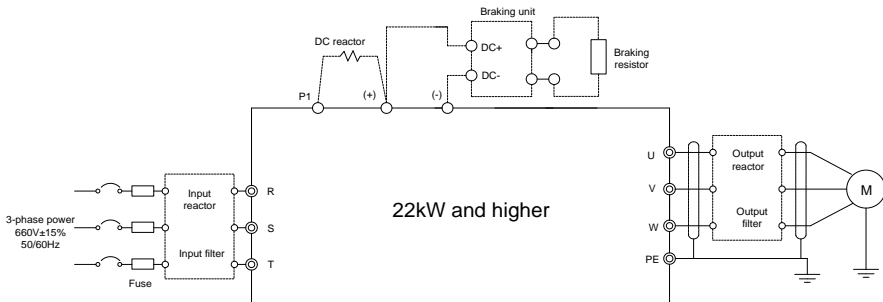 Braking unit
DC reactor
DC+
DC-
Braking
resistor
P1
(+)
(-)
U
V
W
PE
Output
reactor
Output
filter
M
R
S
T
Input
reactor
Input filter
3-phase power
660V±15%
50/60Hz
Fuse
22kW and higher